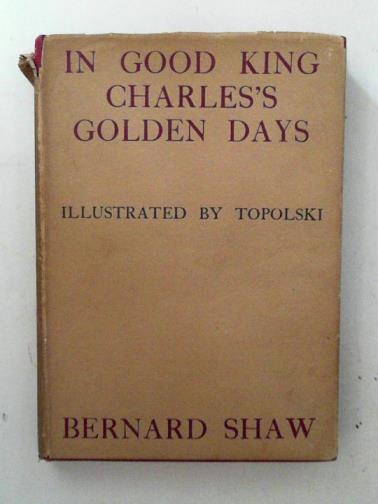 IN GOOD KING
CHARLES'S
GOLDEN DAYS
ILLUSTRATED BY TOPOLSKI
BERNARD SHAW